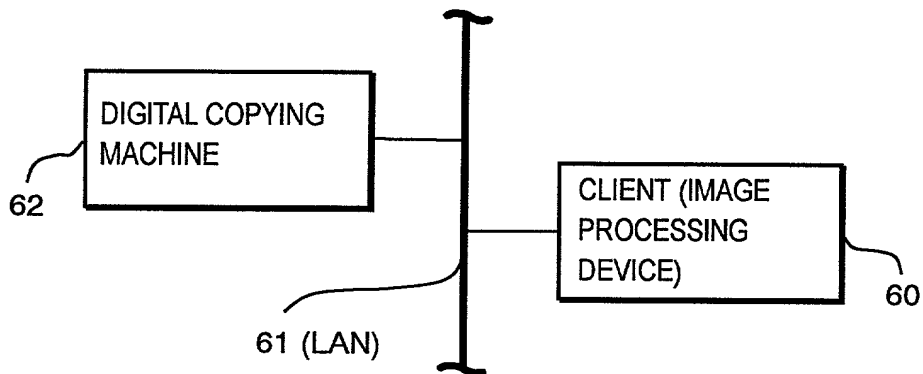 DIGITAL COPYING
MACHINE
62
CLIENT (IMAGE
PROCESSING
DEVICE)
60
61 (LAN)